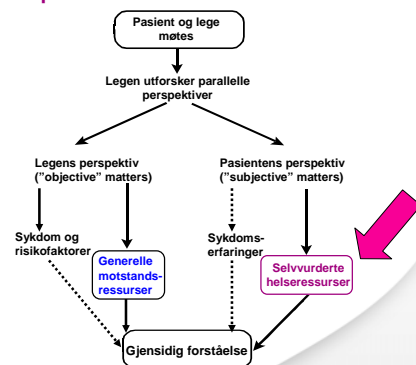 Pasient og lege
møtes
Legen utforsker parallelle
perspektiver
Legens perspektiv
("objective" matters)
Pasientens perspektiv
("subjective" matters)
Sykdom og
risikofaktorer
Generelle
motstands-
ressurser
Sykdoms-
erfaringer
Selvvurderte
helseressurser
Gjensidig forståelse